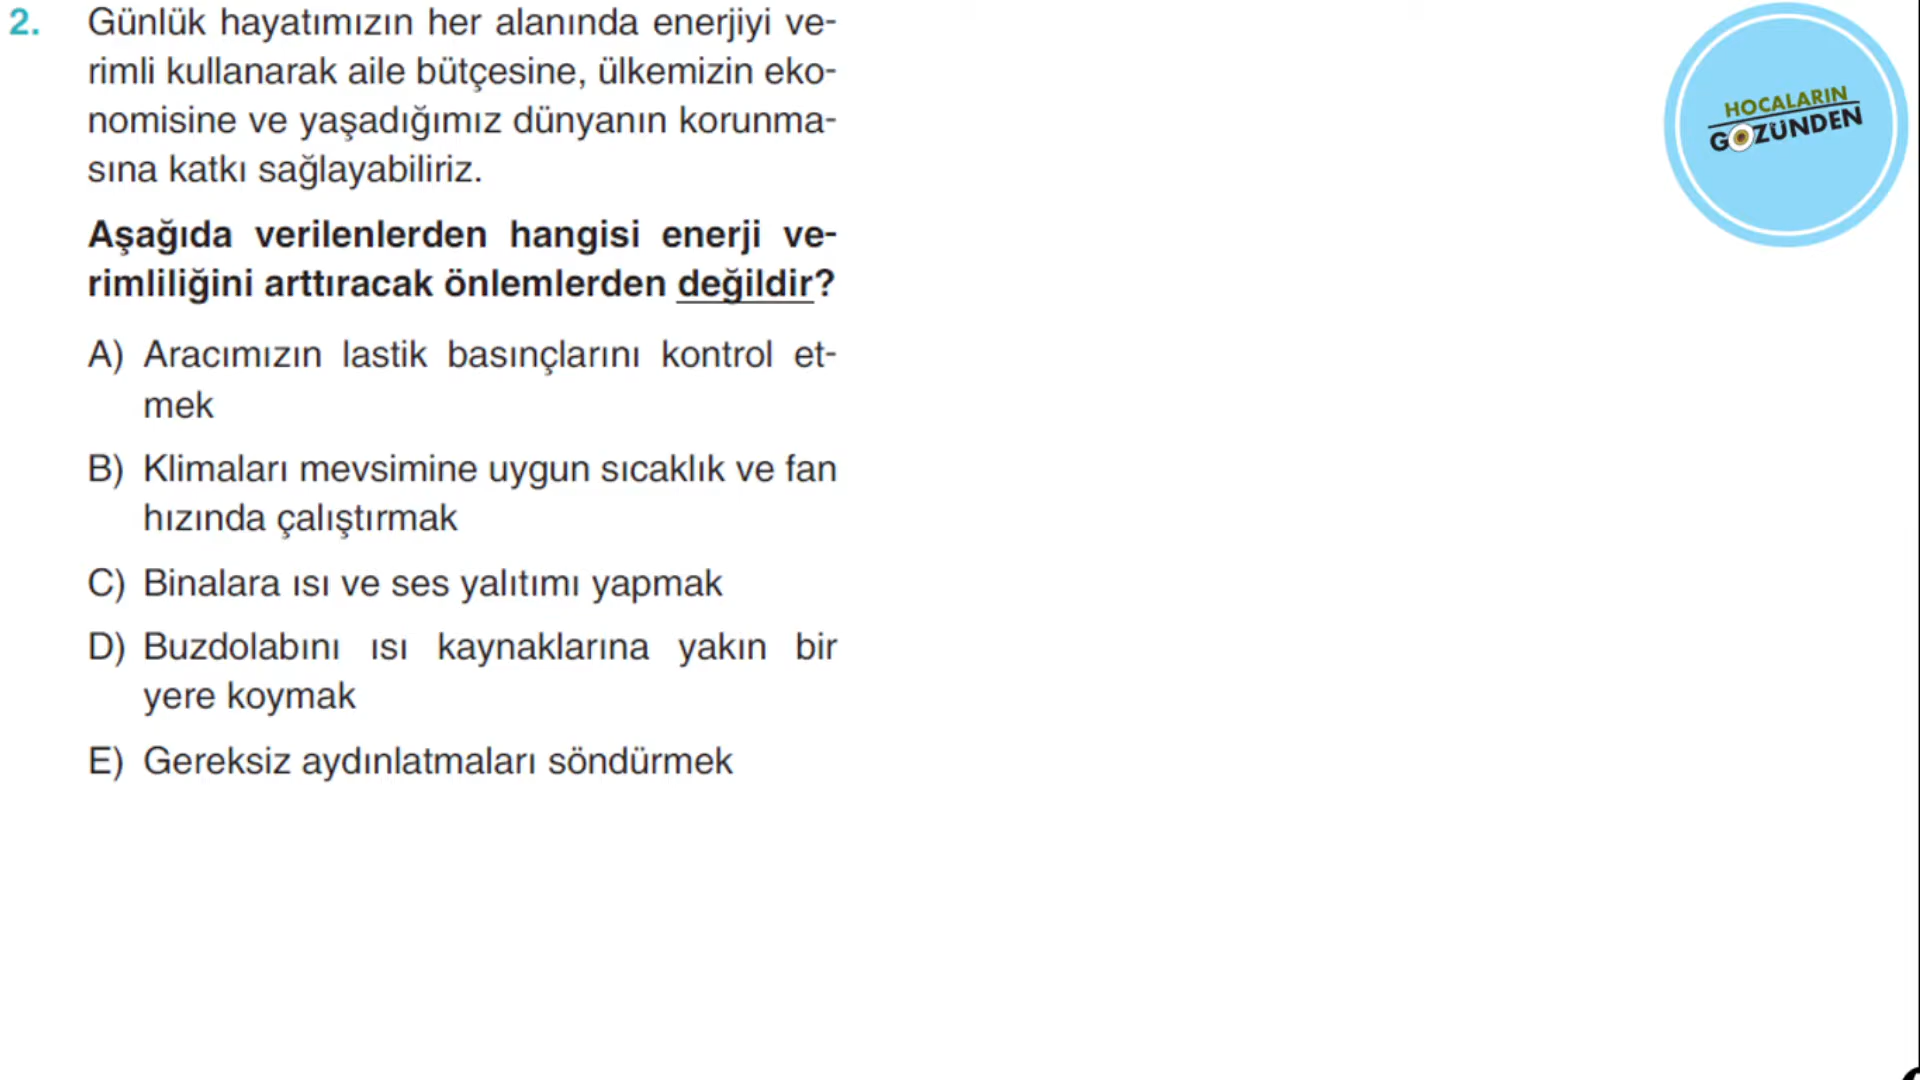 2. Günlük hayatımızın her alanında enerjiyi ve-
rimli kullanarak aile bütçesine, ülkemizin eko-
nomisine ve yaşadığımız dünyanın korunma-
sına katkı sağlayabiliriz.
Aşağıda verilenlerden hangisi enerji ve-
rimliliğini arttıracak önlemlerden değildir?
A) Aracımızın lastik basınçlarını kontrol et-
mek
B) Klimaları mevsimine uygun sıcaklık ve fan
hızında çalıştırmak
C) Binalara ısı ve ses yalıtımı yapmak
D) Buzdolabını ısı kaynaklarına yakın bir
yere koymak
E) Gereksiz aydınlatmaları söndürmek
HOCALARIN
GÖZÜNDEN